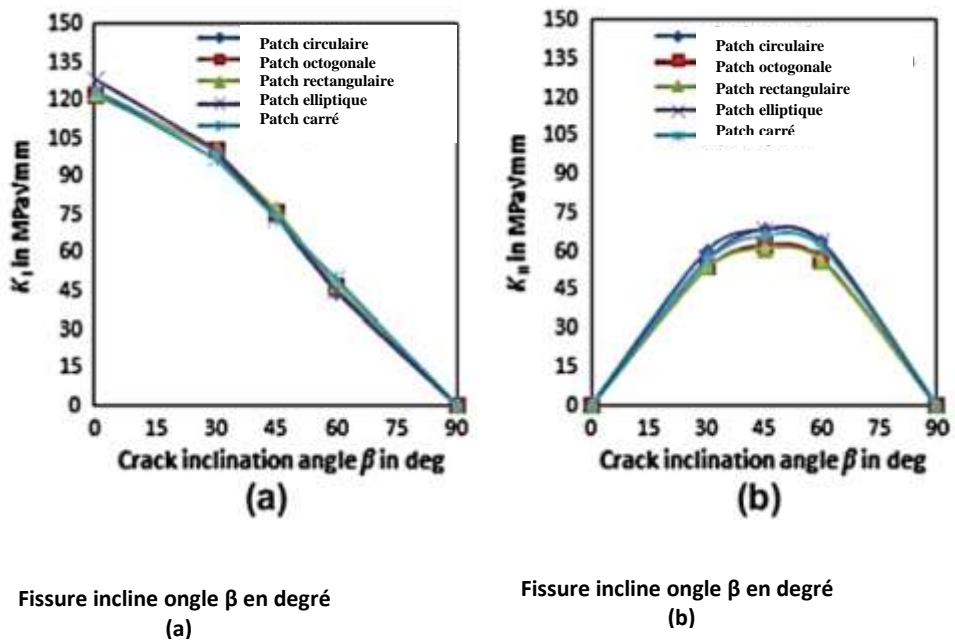 150
135
120
105
90
75
60
45
30
15
0
K_I in MPa√mm
Patch circulaire
Patch octogonale
Patch rectangulaire
Patch elliptique
Patch carré
0 15 30 45 60 75 90
Crack inclination angle β in deg
(a)
150
135
120
105
90
75
60
45
30
15
0
K_II in MPa√mm
Patch circulaire
Patch octogonale
Patch rectangulaire
Patch elliptique
Patch carré
0 15 30 45 60 75 90
Crack inclination angle β in deg
(b)
Fissure incline ongle β en degré
(a)
Fissure incline ongle β en degré
(b)